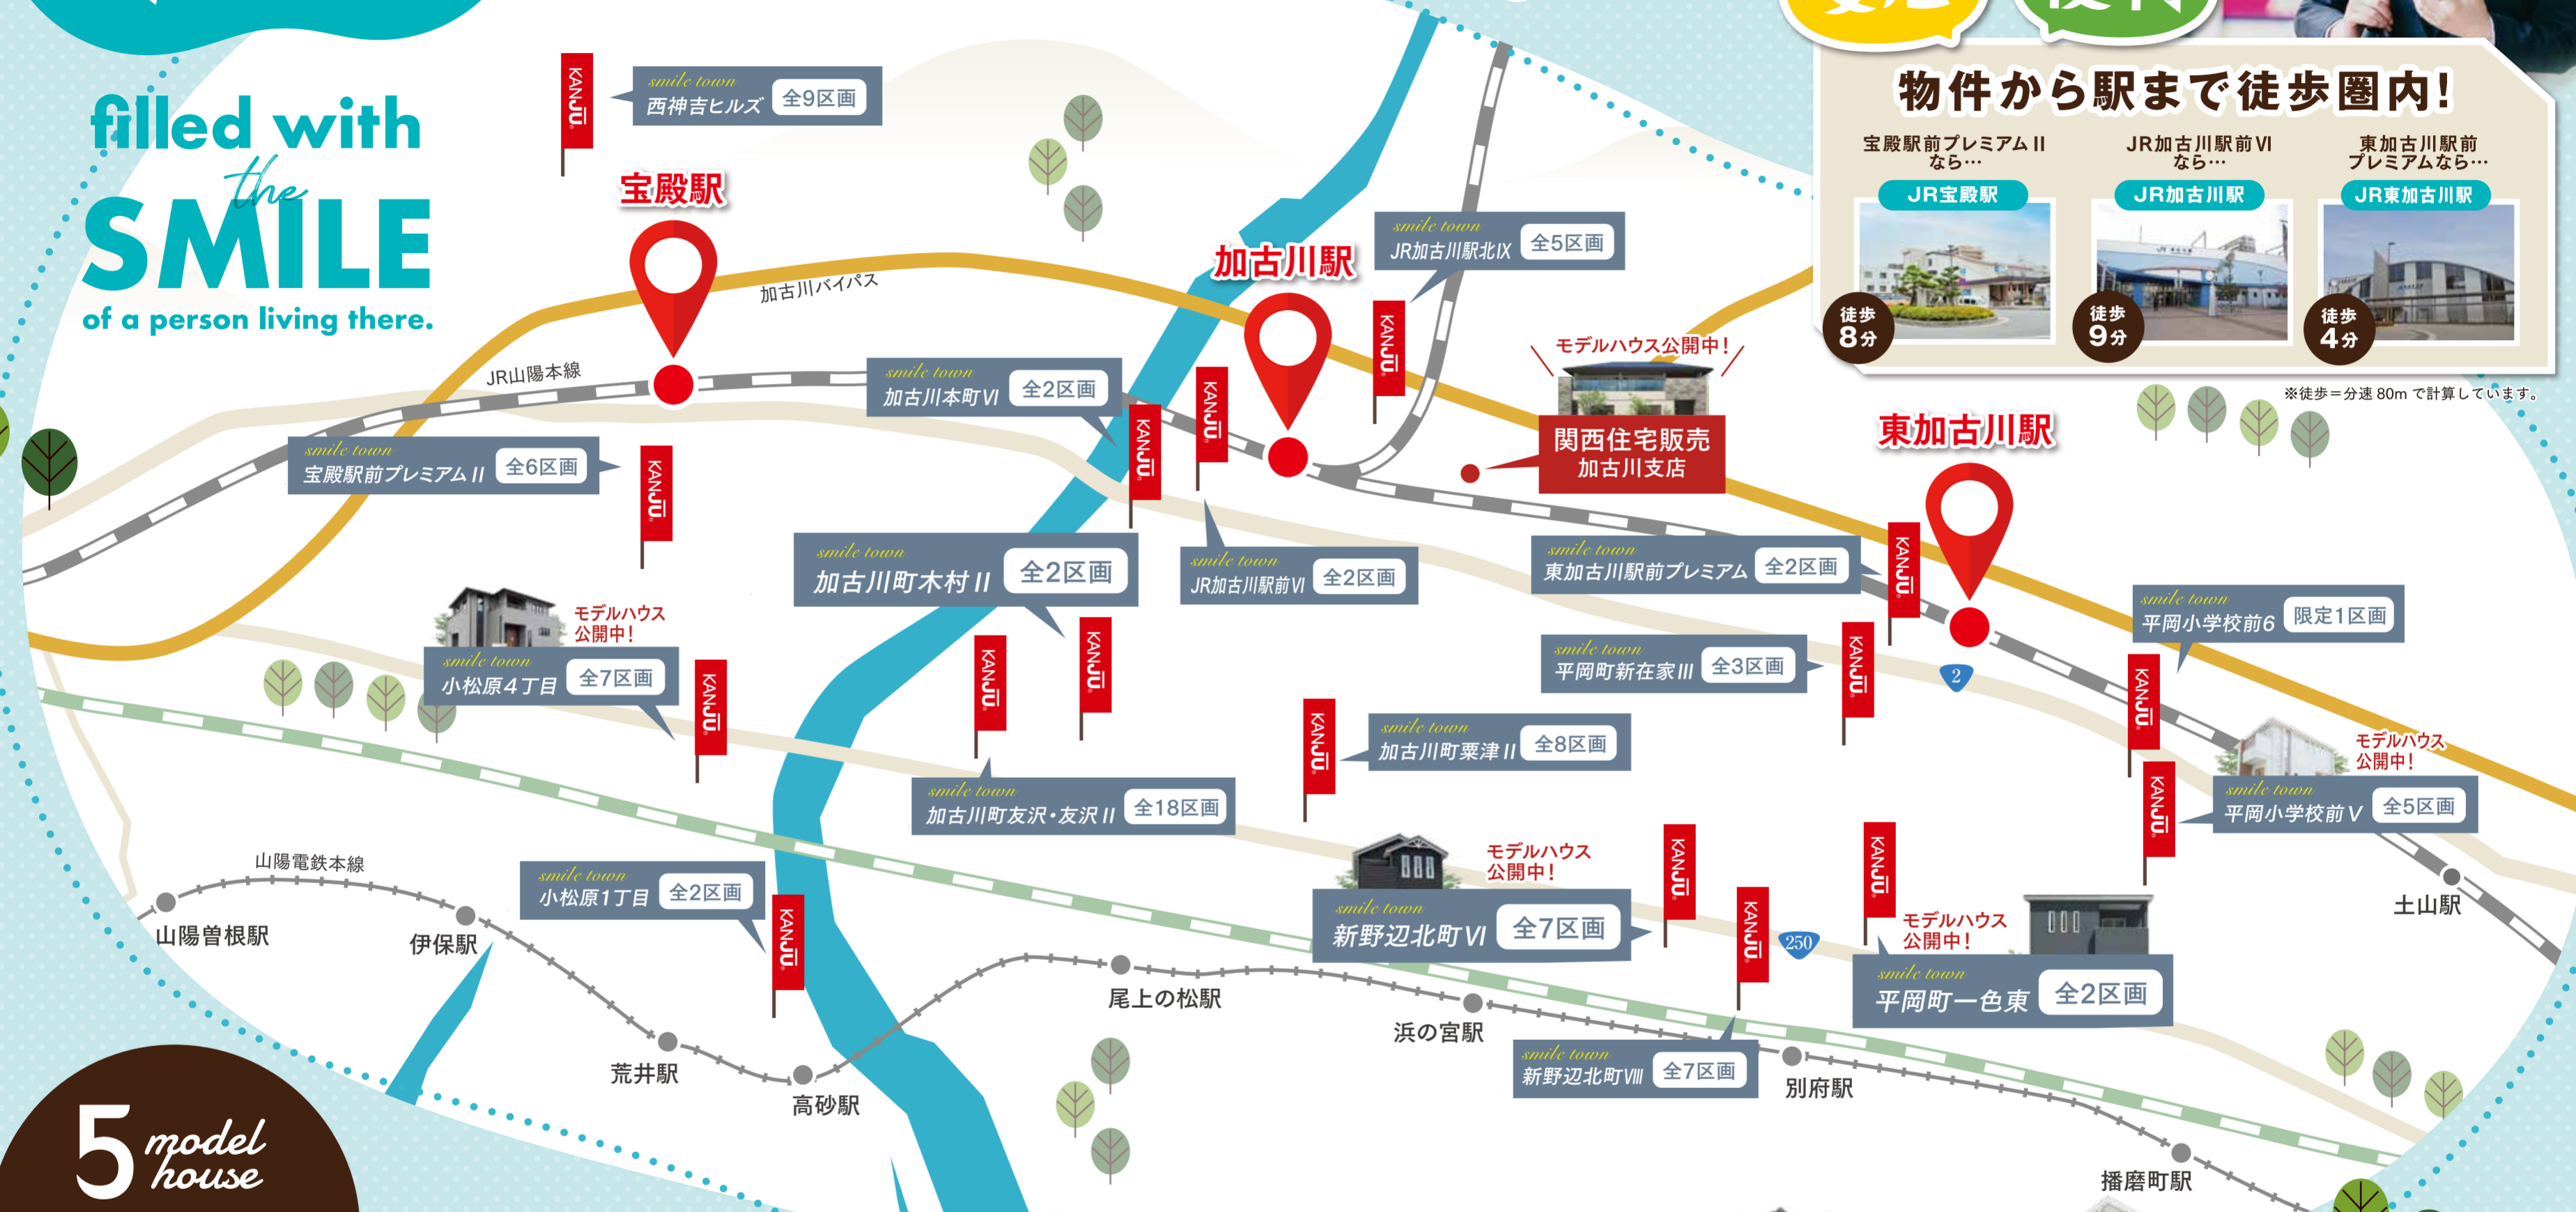 filled with
the
SMILE
of a person living there.
KANJU
smile town
西神吉ヒルズ 全9区画
宝殿駅
加古川バイパス
JR山陽本線
smile town
宝殿駅前プレミアムⅡ 全6区画
KANJU
smile town
加古川本町Ⅵ 全2区画
KANJU
KANJU
加古川駅
smile town
JR加古川駅北Ⅸ 全5区画
KANJU
モデルハウス公開中！
関西住宅販売
加古川支店
物件から駅まで徒歩圏内！
宝殿駅前プレミアムⅡ
なら…
JR宝殿駅
徒歩
8分
JR加古川駅前Ⅵ
なら…
JR加古川駅
徒歩
9分
東加古川駅前
プレミアムなら…
JR東加古川駅
徒歩
4分
※徒歩＝分速80mで計算しています。
東加古川駅
smile town
加古川町木村Ⅱ 全2区画
KANJU
smile town
JR加古川駅前Ⅵ 全2区画
smile town
東加古川駅前プレミアム 全2区画
KANJU
smile town
平岡町新在家Ⅲ 全3区画
KANJU
2
smile town
平岡小学校前6 限定1区画
KANJU
モデルハウス
公開中！
smile town
小松原4丁目 全7区画
KANJU
KANJU
smile town
加古川町友沢・友沢Ⅱ 全18区画
KANJU
smile town
加古川町粟津Ⅱ 全8区画
モデルハウス
公開中！
smile town
平岡小学校前Ⅴ 全5区画
KANJU
土山駅
山陽電鉄本線
山陽曽根駅
伊保駅
smile town
小松原1丁目 全2区画
KANJU
荒井駅
高砂駅
尾上の松駅
浜の宮駅
モデルハウス
公開中！
smile town
新野辺北町Ⅵ 全7区画
KANJU
KANJU
250
smile town
新野辺北町Ⅷ 全7区画
KANJU
モデルハウス
公開中！
smile town
平岡町一色東 全2区画
別府駅
播磨町駅
5 model
house